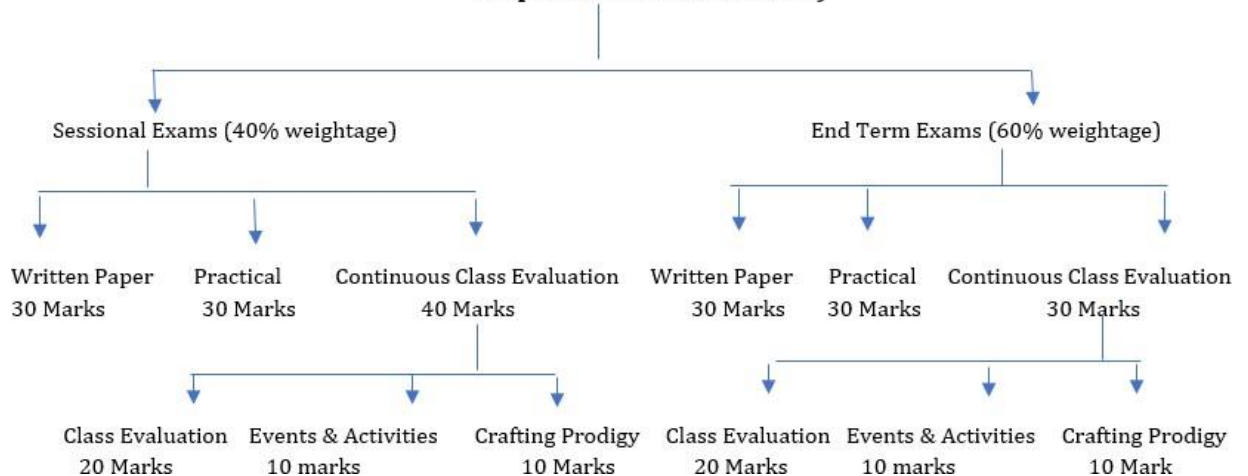 Sessional Exams (40% weightage) End Term Exams (60% weightage)
Written Paper Practical Continuous Class Evaluation Written Paper Practical Continuous Class Evaluation
30 Marks 30 Marks 40 Marks 30 Marks 30 Marks 30 Marks
Class Evaluation Events & Activities Crafting Prodigy Class Evaluation Events & Activities Crafting Prodigy
20 Marks 10 marks 10 Marks 20 Marks 10 marks 10 Mark